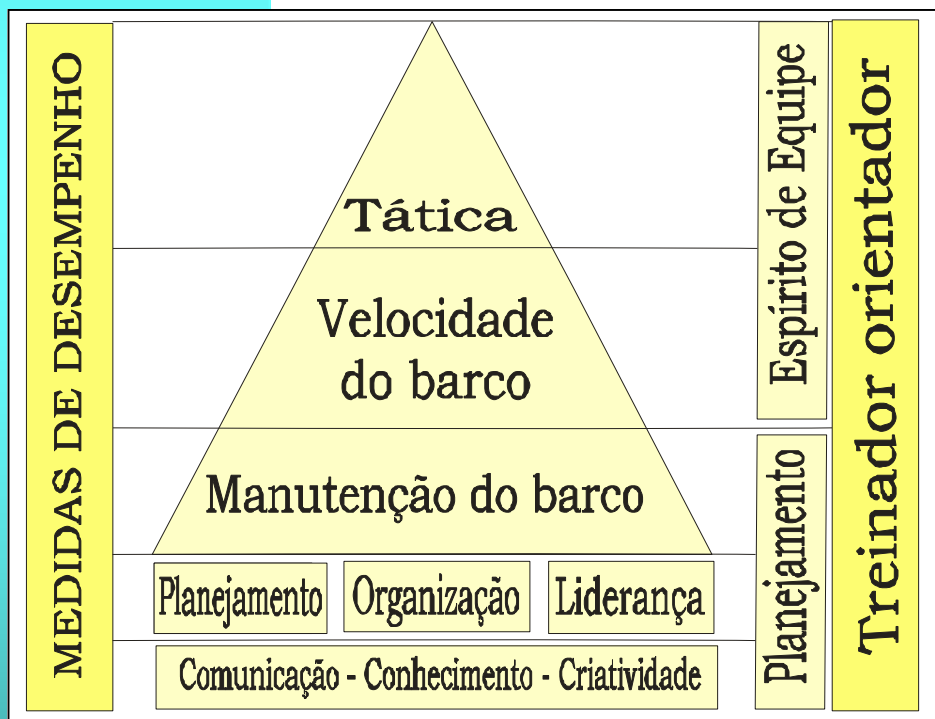 MEDIDAS DE DESEMPENHO
Tática
Velocidade
do barco
Manutenção do barco
Planejamento
Organização
Liderança
Comunicação - Conhecimento - Criatividade
Espírito de Equipe
Planejamento
Treinador orientador